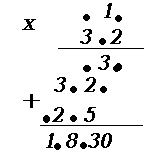 x • 1 •
3 • 2
• 3 •
+ 3 • 2 •
• 2 • 5
1 • 8 • 30